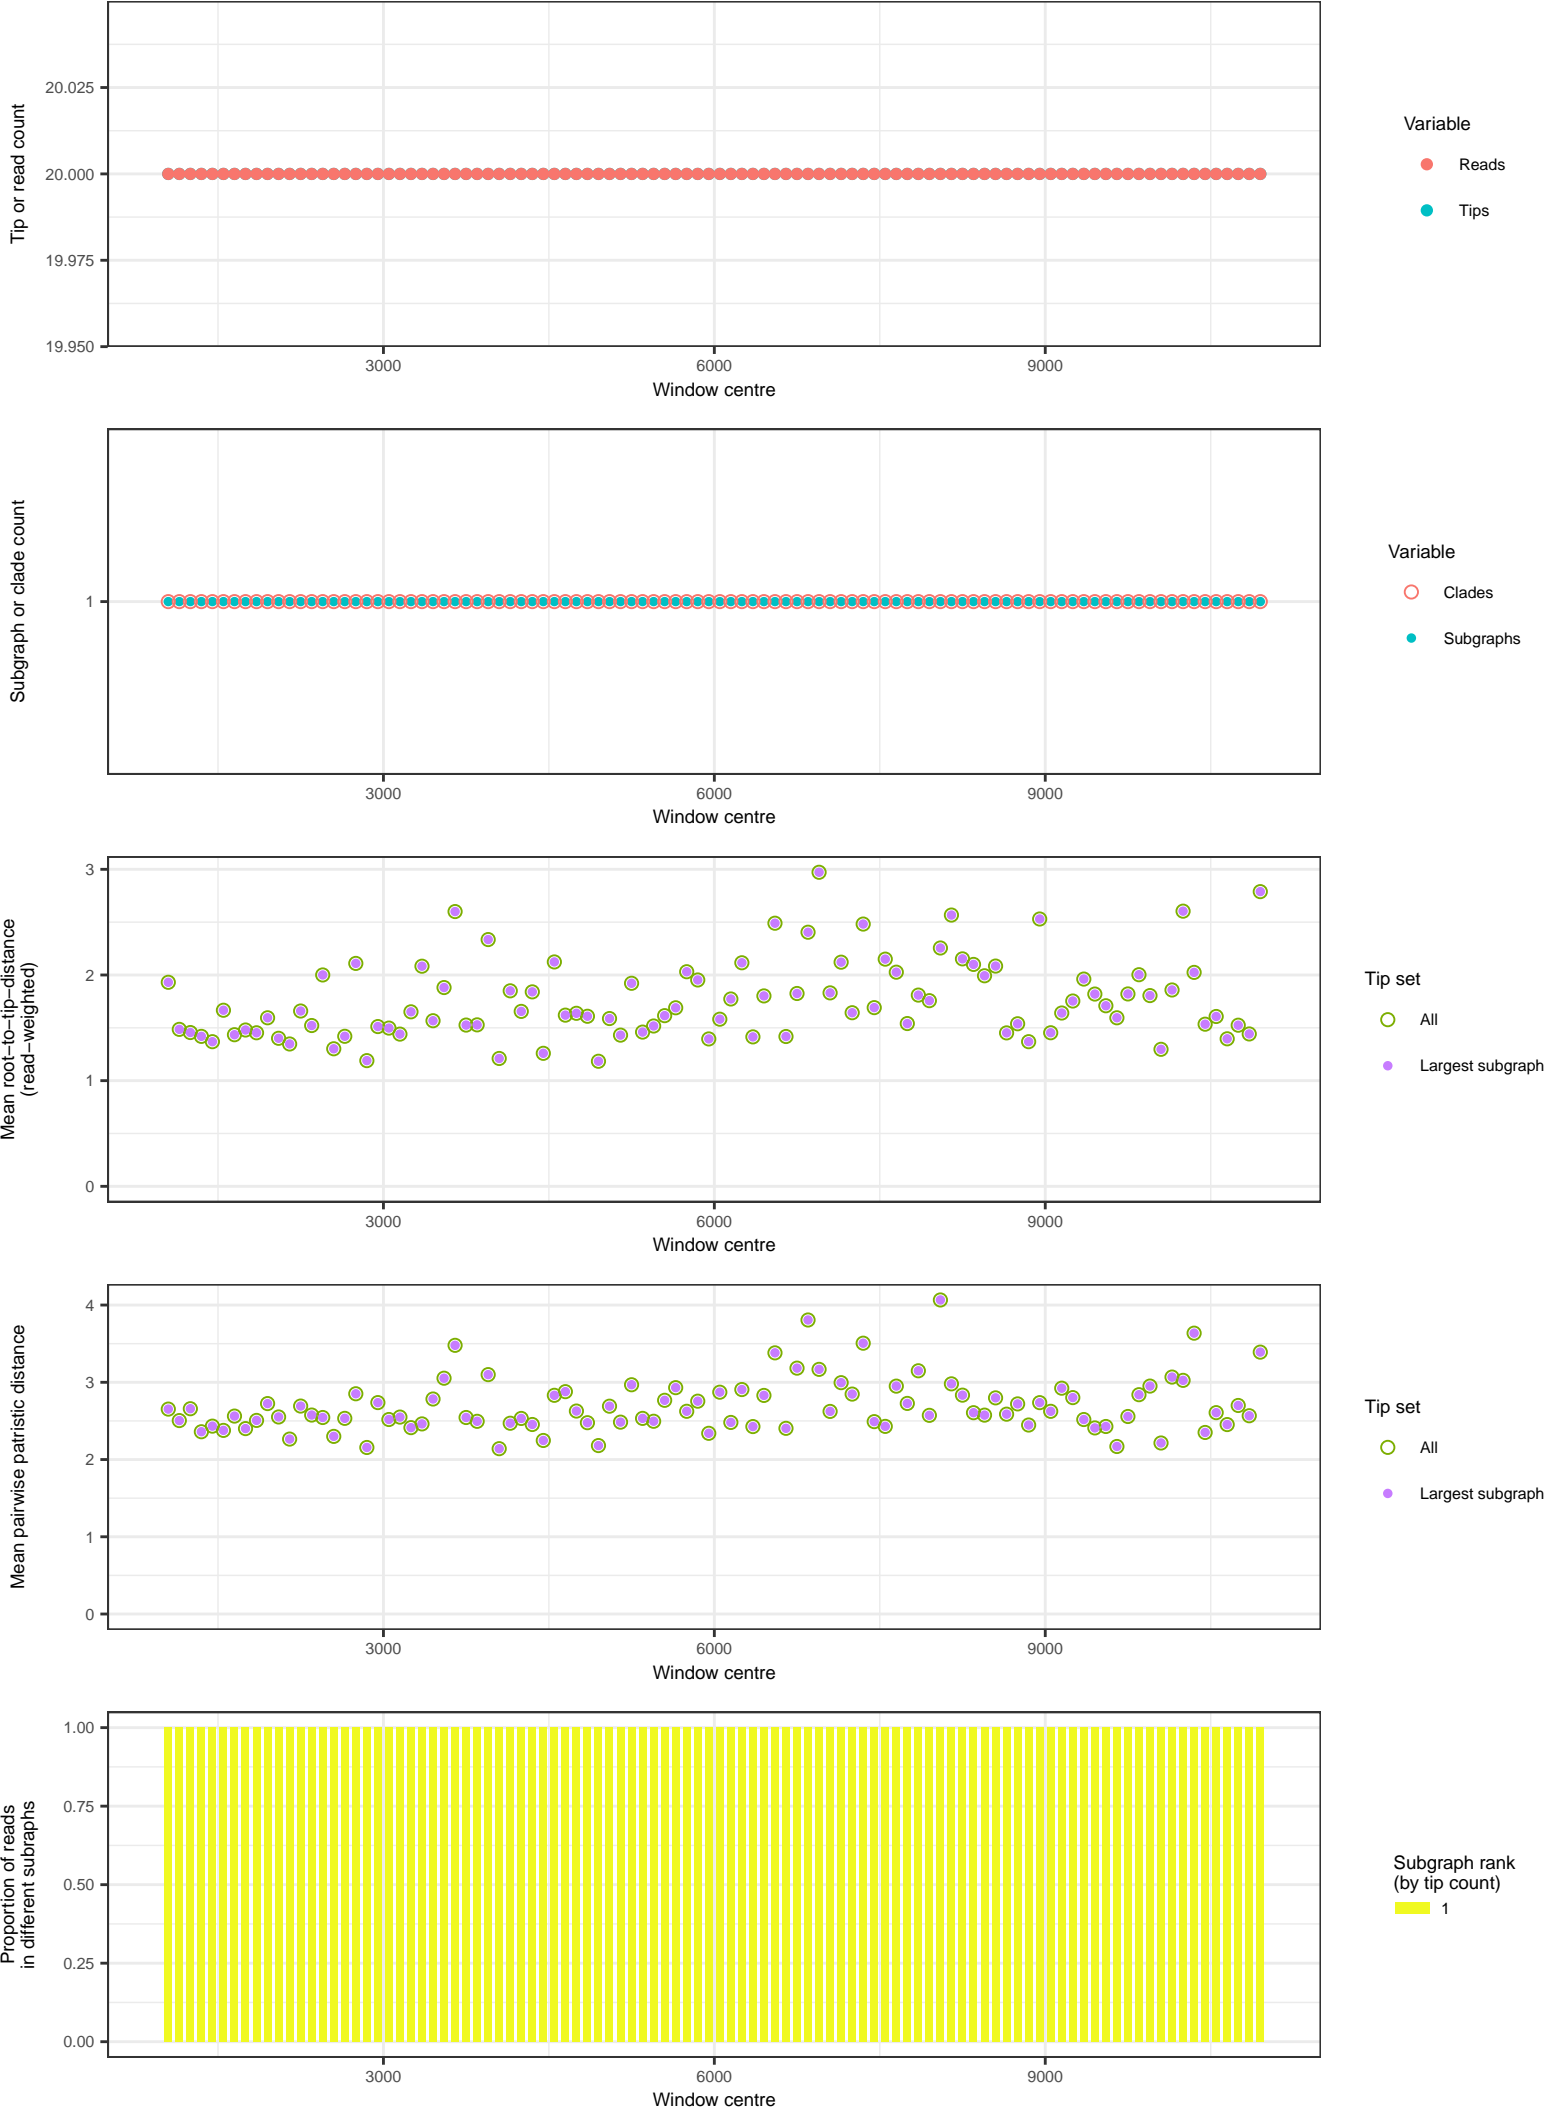 Tip or read count
20.025
20.000
19.975
19.950
3000 6000 9000
Window centre
Variable
Reads
Tips
Subgraph or clade count
1
3000 6000 9000
Window centre
Variable
Clades
Subgraphs
Mean root−to−tip−distance
(read−weighted)
3
2
1
0
3000 6000 9000
Window centre
Tip set
All
Largest subgraph
Mean pairwise patristic distance
4
3
2
1
0
3000 6000 9000
Window centre
Tip set
All
Largest subgraph
Proportion of reads
in different subraphs
1.00
0.75
0.50
0.25
0.00
3000 6000 9000
Window centre
Subgraph rank
(by tip count)
1